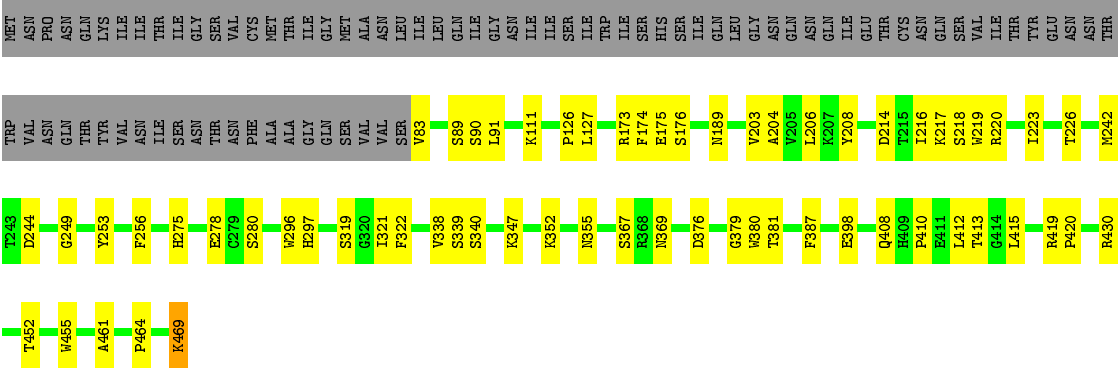 MET ASN PRO ASN GLN LYS ILE ILE THR ILE GLY SER VAL CYS MET THR ILE GLY MET ALA ASN LEU ILE LEU GLN ILE GLY ASN ILE ILE SER ILE TRP ILE SER HIS SER ILE GLN LEU GLY ASN GLN ASN GLN ILE GLU THR CYS ASN GLN SER VAL ILE THR TYR GLU ASN ASN THR
TRP VAL ASN GLN THR TYR VAL ASN ILE SER ASN THR ASN PHE ALA ALA GLY GLN SER VAL VAL SER V83 S89 S90 L91 K111 P126 L127 R173 F174 E175 S176 N189 V203 A204 V205 L206 K207 Y208 D214 T215 I216 K217 S218 W219 R220 I223 T226 M242
T243 D244 G249 Y253 F256 H275 E278 C279 S280 W296 H297 S319 G320 I321 F322 V338 S339 S340 K347 K352 N355 S367 R368 N369 D376 G379 W380 T381 F387 E398 Q408 H409 P410 E411 L412 T413 G414 L415 R419 P420 R430
T452 W455 A461 P464 K469